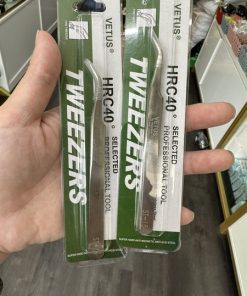 VETUS®
HRC40°
SELECTED
PROFESSIONAL TOOL
TWEEZERS
VETUS®
HRC40°
SELECTED
PROFESSIONAL TOOL
TWEEZERS